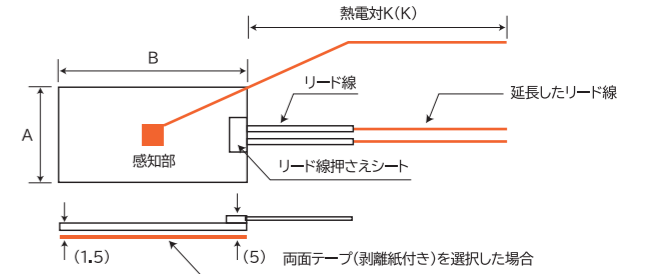 熱電対K(K)
B
リード線
延長したリード線
A
感知部
リード線押さえシート
(1.5)
(5)
両面テープ(剥離紙付き)を選択した場合